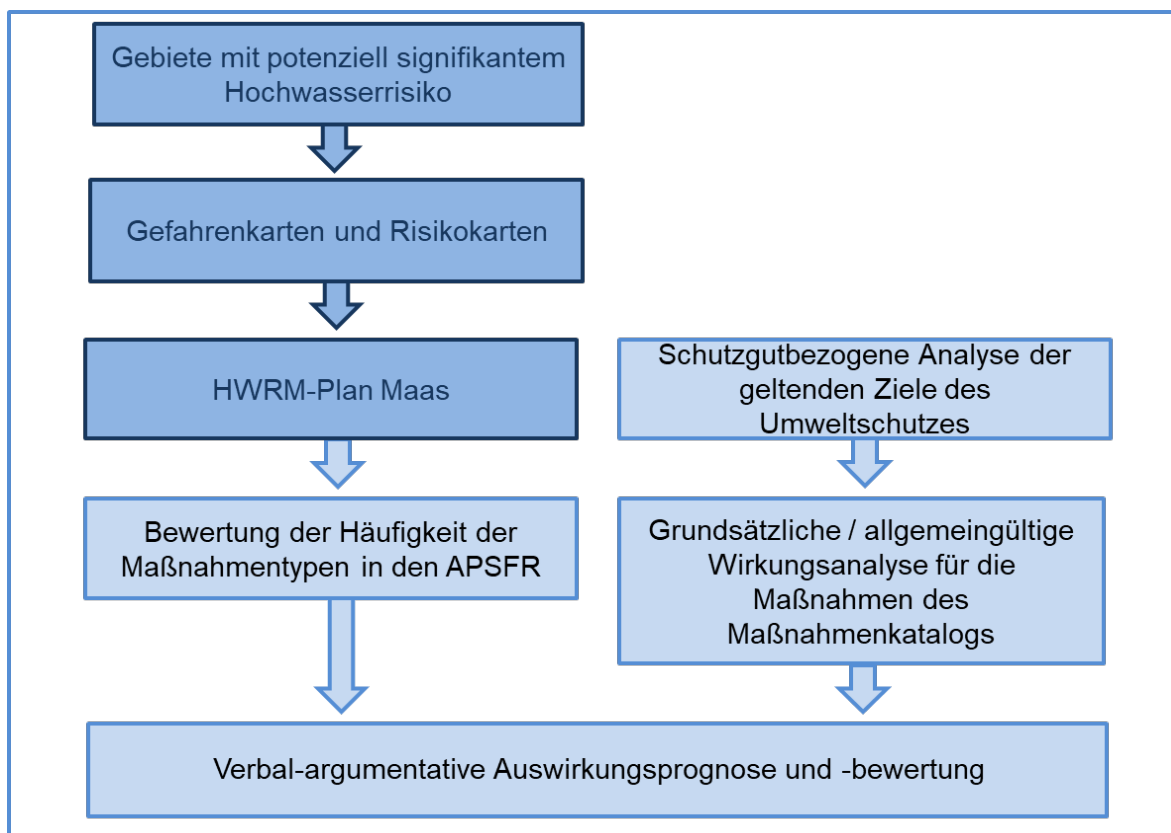 Gebiete mit potenziell signifikantem
Hochwasserrisiko
Gefahrenkarten und Risikokarten
HWRM-Plan Maas
Schutzgutbezogene Analyse der
geltenden Ziele des
Umweltschutzes
Bewertung der Häufigkeit der
Maßnahmentypen in den APSFR
Grundsätzliche / allgemeingültige
Wirkungsanalyse für die
Maßnahmen des
Maßnahmenkatalogs
Verbal-argumentative Auswirkungsprognose und -bewertung